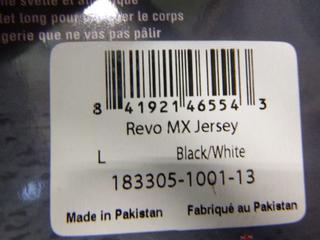 svelte et
let long pour le corps
gerie que ne vas pas pâlir
8 41921 46554 3
Revo MX Jersey
L Black/White
183305-1001-13
Made in Pakistan Fabriqué au Pakistan